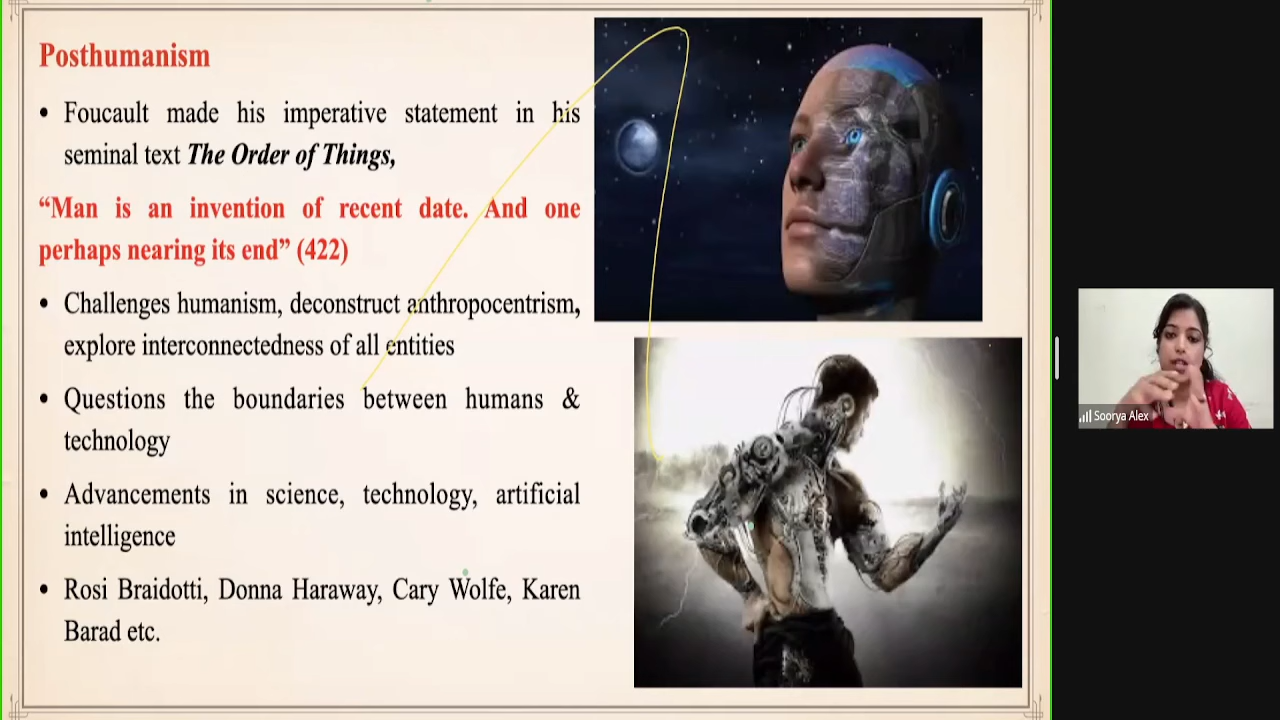 Posthumanism
• Foucault made his imperative statement in his
seminal text The Order of Things,
“Man is an invention of recent date. And one
perhaps nearing its end” (422)
• Challenges humanism, deconstruct anthropocentrism,
explore interconnectedness of all entities
• Questions the boundaries between humans &
technology
• Advancements in science, technology, artificial
intelligence
• Rosi Braidotti, Donna Haraway, Cary Wolfe, Karen
Barad etc.
Soorya Alex